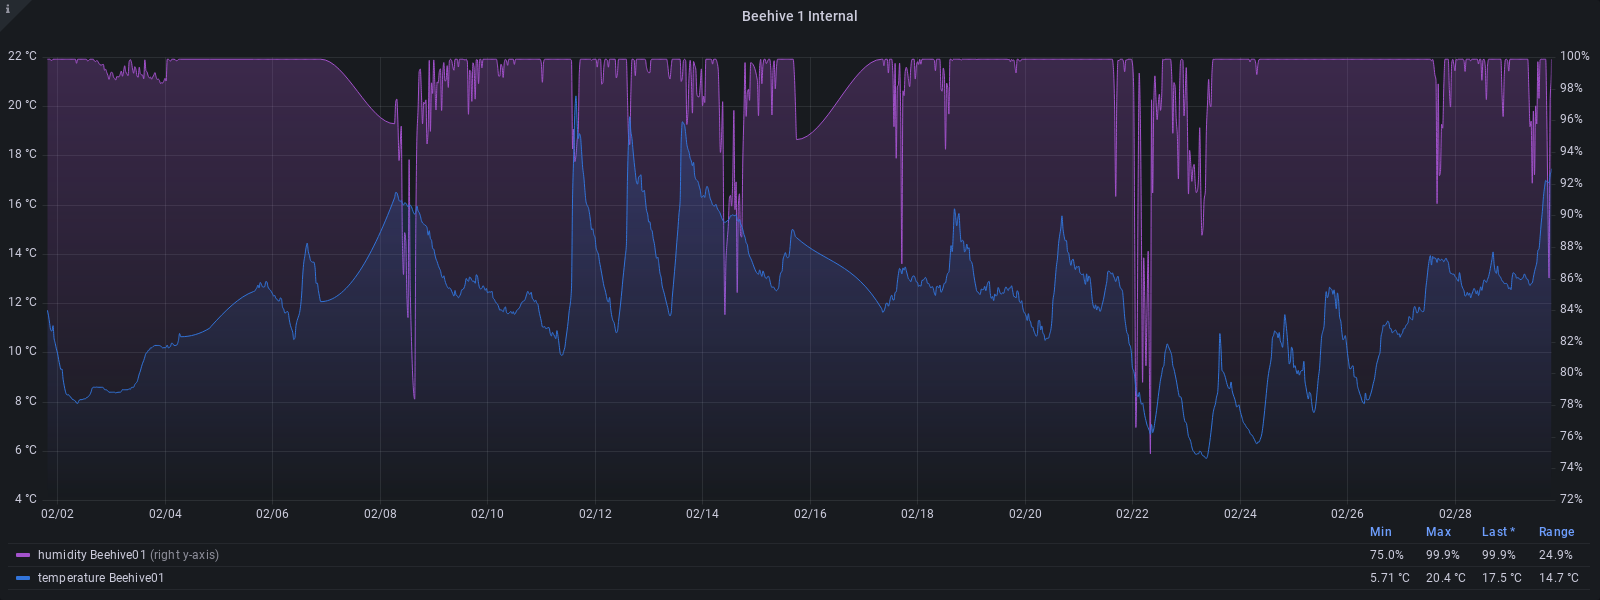 i
Beehive 1 Internal
22 °C
20 °C
18 °C
16 °C
14 °C
12 °C
10 °C
8 °C
6 °C
4 °C
100%
98%
96%
94%
92%
90%
88%
86%
84%
82%
80%
78%
76%
74%
72%
02/02 02/04 02/06 02/08 02/10 02/12 02/14 02/16 02/18 02/20 02/22 02/24 02/26 02/28
Min Max Last * Range
humidity Beehive01 (right y-axis) 75.0% 99.9% 99.9% 24.9%
temperature Beehive01 5.71 °C 20.4 °C 17.5 °C 14.7 °C